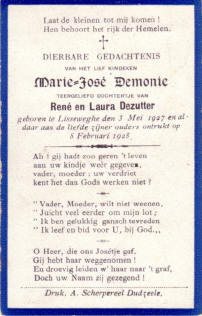 Laat de kleinen tot mij komen !
Hen behoort het rijk der Hemelen.
DIERBARE GEDACHTENIS
VAN HET LIEF KINDEKEN
Marie-José Demonie
TEERGELIEFD DOCHTERTJE VAN
René en Laura Dezutter
geboren te Lisseweghe den 3 Mei 1927 en al-
daar aan de liefde zijner ouders ontrukt op
8 Februari 1928.
Ah ! gij hadt zoo geren 't leven
aan uw kindje weêr gegeven,
vader, moeder ; uw verdriet
kent het dan Gods werken niet ?
" Vader, Moeder, wilt niet weenen,
" Juicht veel eerder om mijn lot ;
" Ik ben gelukkig gansch tevreden
" Ik leef en bid voor U, bij God.,,
O Heer, die ons Josétje gaf.
Gij hebt haar weggenomen !
En droevig leiden w' haar naar 't graf,
Doch uw Naam zij gezegend !
Druk. A. Scherpereel Dudzeele.